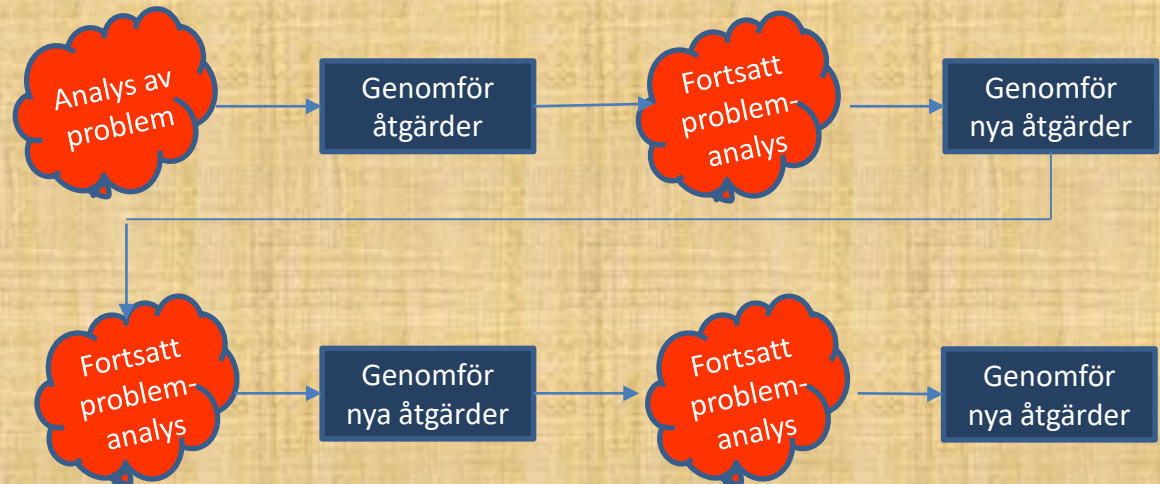 Analys av
problem
Genomför
åtgärder
Fortsatt
problem-
analys
Genomför
nya åtgärder
Fortsatt
problem-
analys
Genomför
nya åtgärder
Fortsatt
problem-
analys
Genomför
nya åtgärder